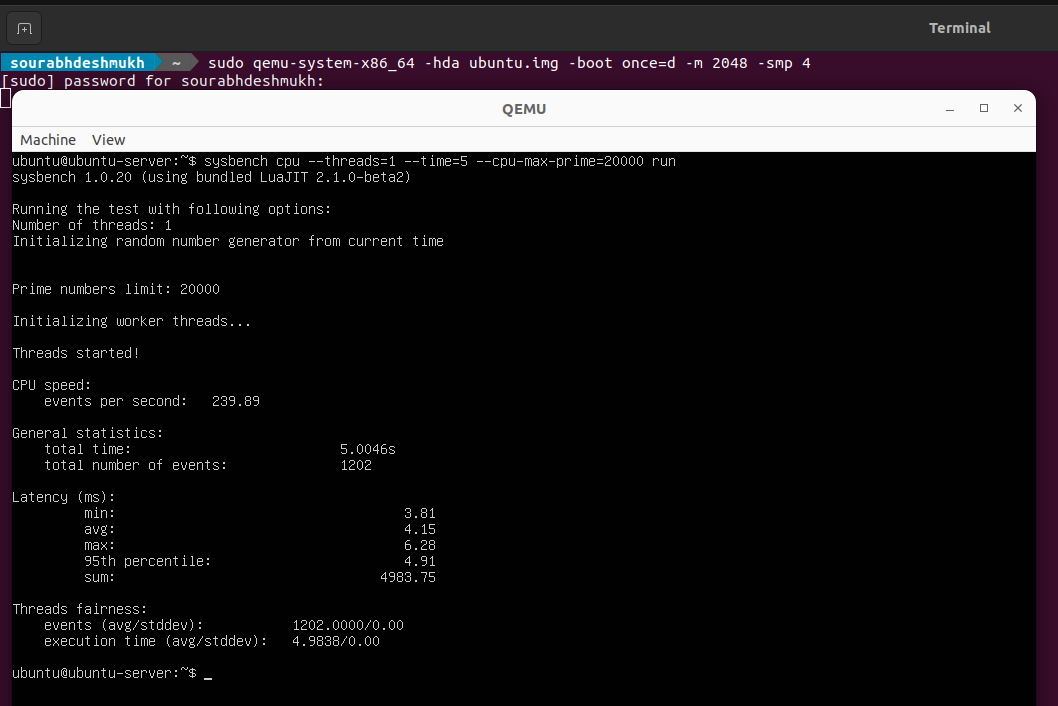 Terminal
sourabhdeshmukh ~ sudo qemu-system-x86_64 -hda ubuntu.img -boot once=d -m 2048 -smp 4
[sudo] password for sourabhdeshmukh:
QEMU
Machine View
ubuntu@ubuntu-server:~$ sysbench cpu --threads=1 --time=5 --cpu-max-prime=20000 run
sysbench 1.0.20 (using bundled LuaJIT 2.1.0-beta2)
Running the test with following options:
Number of threads: 1
Initializing random number generator from current time
Prime numbers limit: 20000
Initializing worker threads...
Threads started!
CPU speed:
events per second: 239.89
General statistics:
total time: 5.0046s
total number of events: 1202
Latency (ms):
min: 3.81
avg: 4.15
max: 6.28
95th percentile: 4.91
sum: 4983.75
Threads fairness:
events (avg/stddev): 1202.0000/0.00
execution time (avg/stddev): 4.9838/0.00
ubuntu@ubuntu-server:~$ _